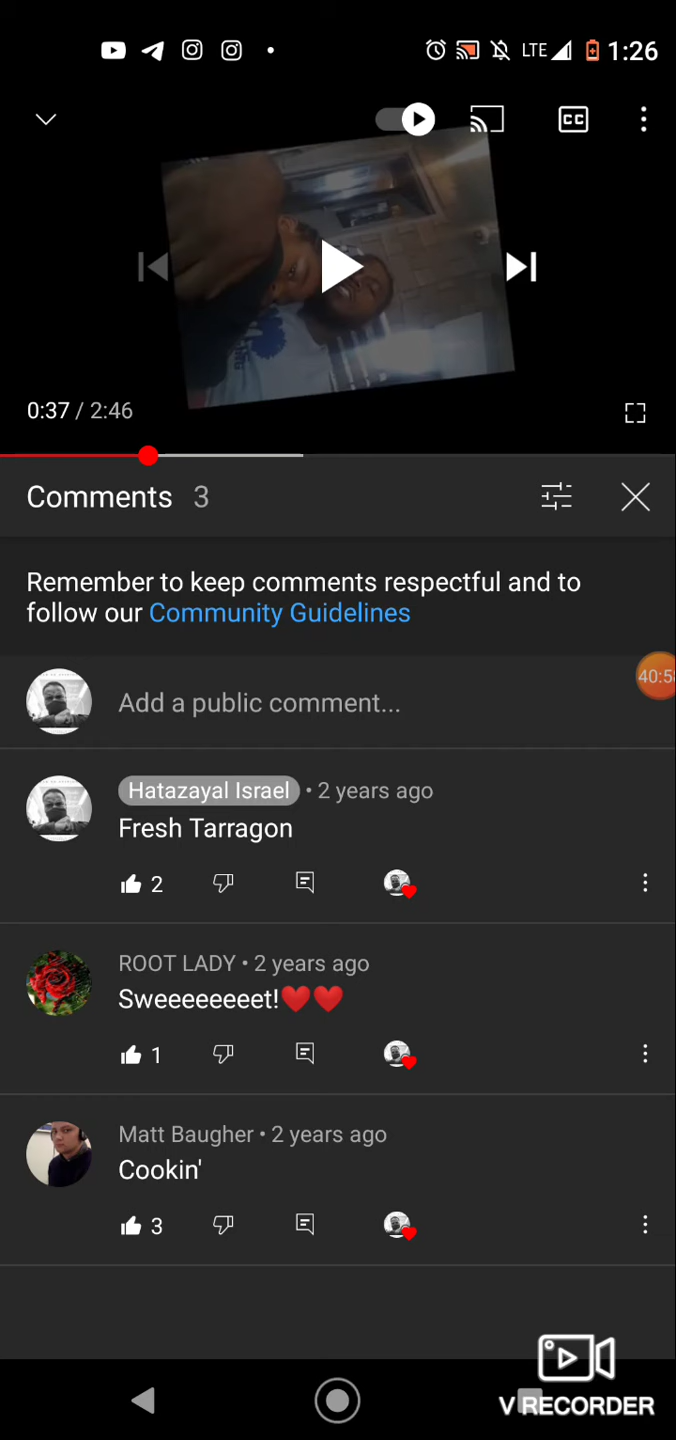 LTE 1:26
CC
0:37 / 2:46
Comments 3
Remember to keep comments respectful and to
follow our Community Guidelines
40:5
Add a public comment...
Hatazayal Israel • 2 years ago
Fresh Tarragon
2
ROOT LADY • 2 years ago
Sweeeeeeeet!❤️❤️
1
Matt Baugher • 2 years ago
Cookin'
3
V RECORDER